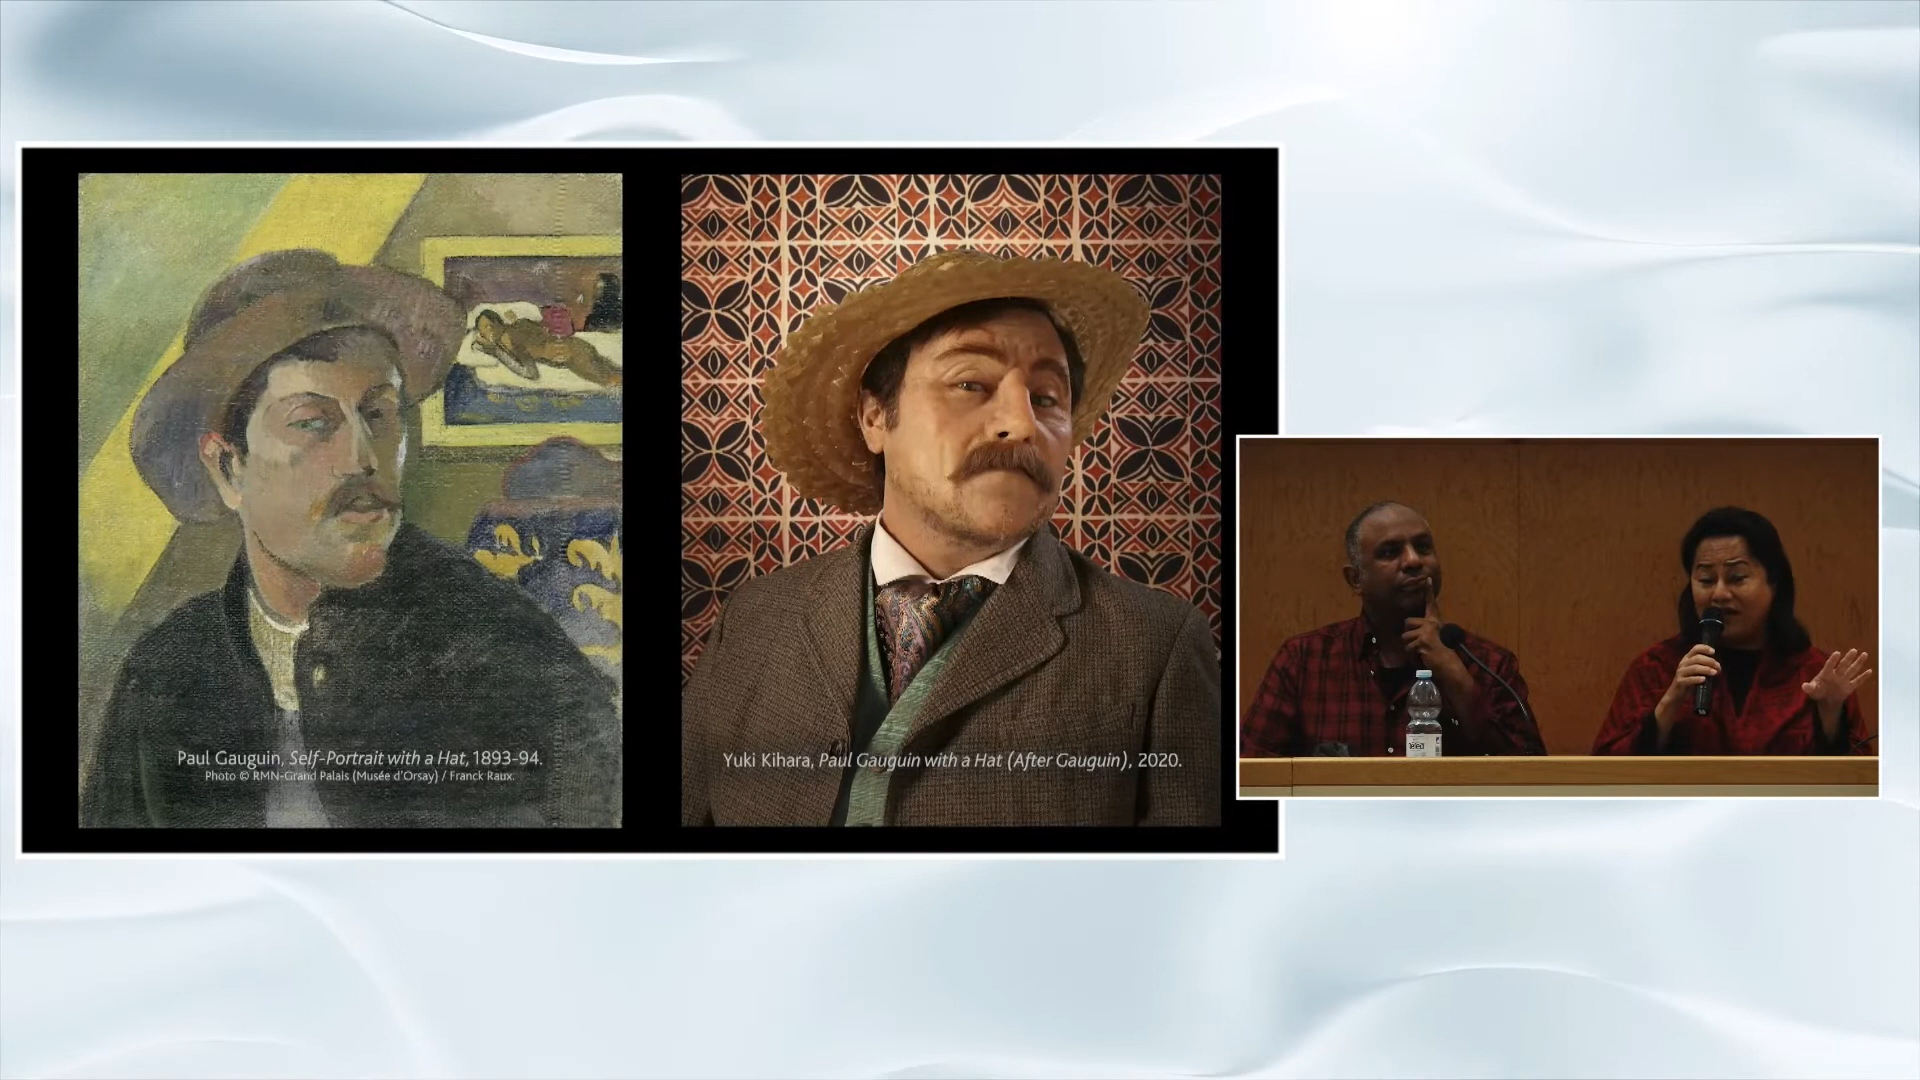 Paul Gauguin, Self-Portrait with a Hat, 1893-94.
Photo © RMN-Grand Palais (Musée d'Orsay) / Franck Raux.
Yuki Kihara, Paul Gauguin with a Hat (After Gauguin), 2020.